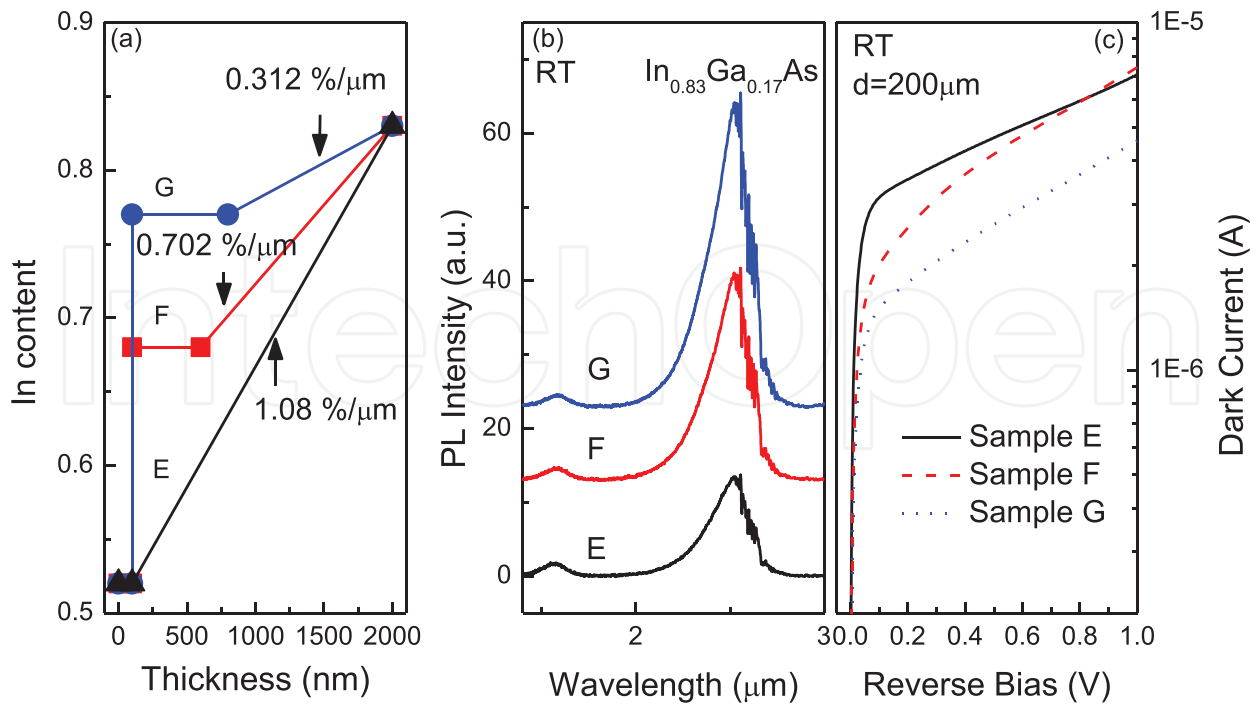 (a)
0.312 %/μm
G
0.702 %/μm
F
1.08 %/μm
E
0.9
0.8
0.7
0.6
0.5
In content
0 500 1000 1500 2000
Thickness (nm)
(b)
RT
In0.83Ga0.17As
G
F
E
60
40
20
0
PL Intensity (a.u.)
2 3
Wavelength (μm)
RT
(c)
d=200μm
Sample E
Sample F
Sample G
1E-5
1E-6
Dark Current (A)
0.0 0.2 0.4 0.6 0.8 1.0
Reverse Bias (V)
IntechOpen